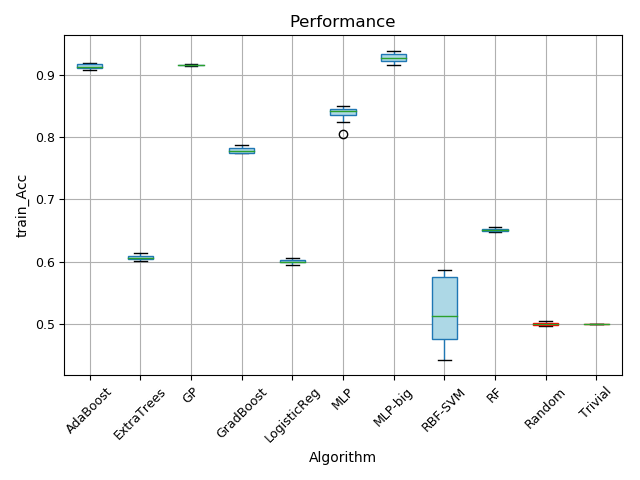 Performance
train_Acc
0.9
0.8
0.7
0.6
0.5
AdaBoost
ExtraTrees
GP
GradBoost
LogisticReg
MLP
MLP-big
RBF-SVM
RF
Random
Trivial
Algorithm